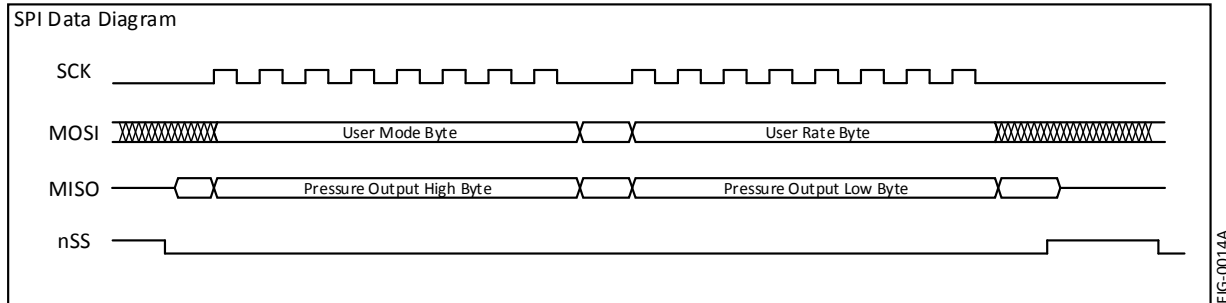 SPI Data Diagram
SCK
MOSI
User Mode Byte
User Rate Byte
MISO
Pressure Output High Byte
Pressure Output Low Byte
nSS
FIG-0014A